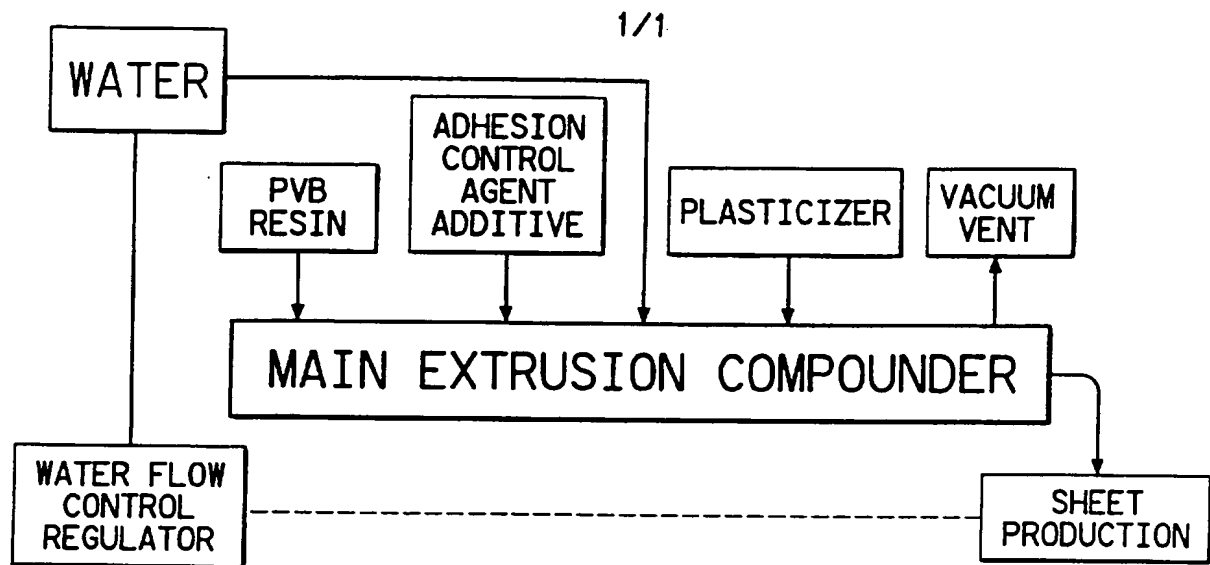 1/1
WATER
PVB
RESIN
ADHESION
CONTROL
AGENT
ADDITIVE
PLASTICIZER
VACUUM
VENT
MAIN EXTRUSION COMPOUNDER
WATER FLOW
CONTROL
REGULATOR
SHEET
PRODUCTION